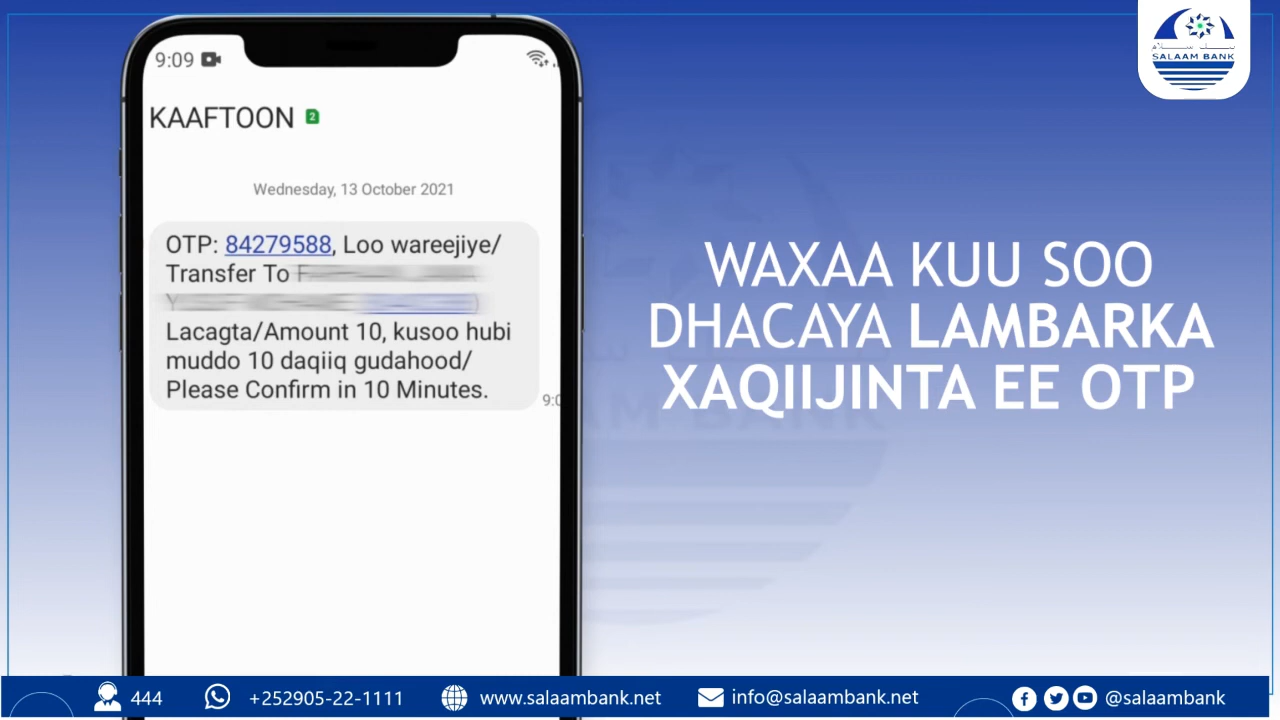 9:09
KAAFTOON 2
Wednesday, 13 October 2021
OTP: 84279588, Loo wareejiye/
Transfer To
Lacagta/Amount 10, kusoo hubi
muddo 10 daqiiq gudahood/
Please Confirm in 10 Minutes.
WAXAA KUU SOO
DHACAYA LAMBARKA
XAQIIJINTA EE OTP
SALAAM BANK
444
+252905-22-1111
www.salaambank.net
info@salaambank.net
@salaambank